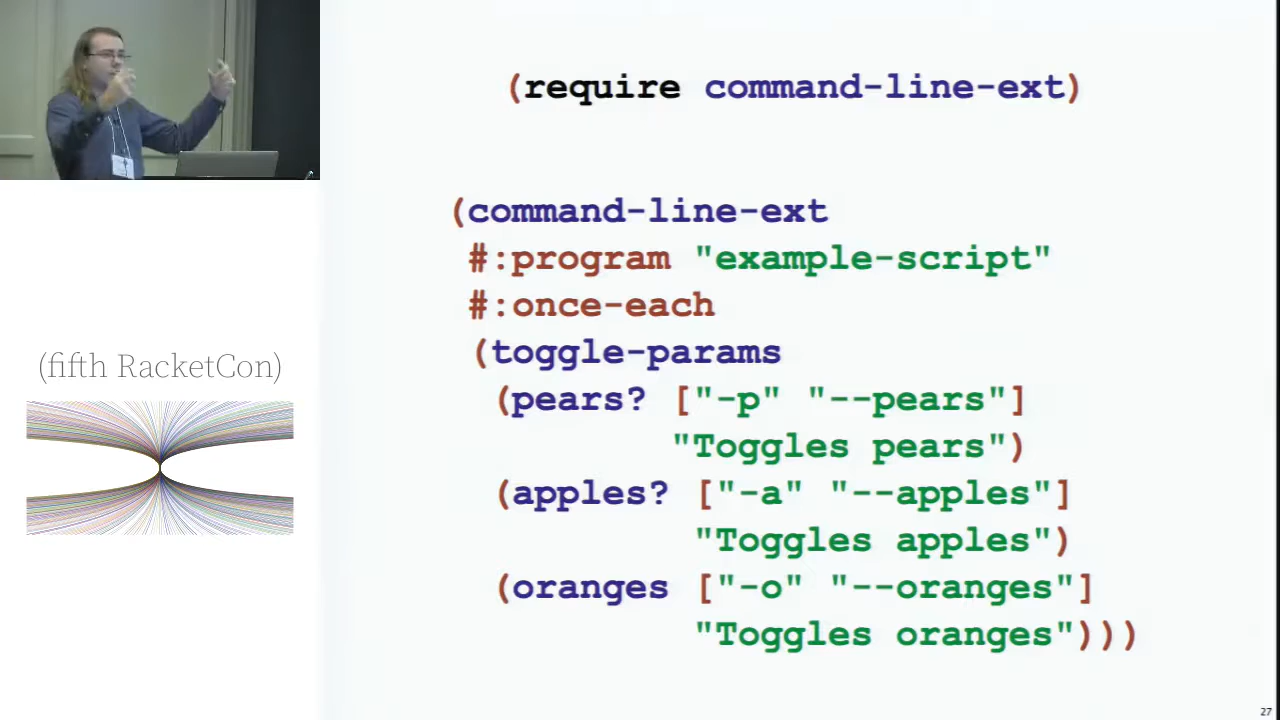 (require command-line-ext)
(command-line-ext
#:program "example-script"
#:once-each
(toggle-params
(pears? ["-p" "--pears"]
"Toggles pears")
(apples? ["-a" "--apples"]
"Toggles apples")
(oranges ["-o" "--oranges"]
"Toggles oranges")))
(fifth RacketCon)
27